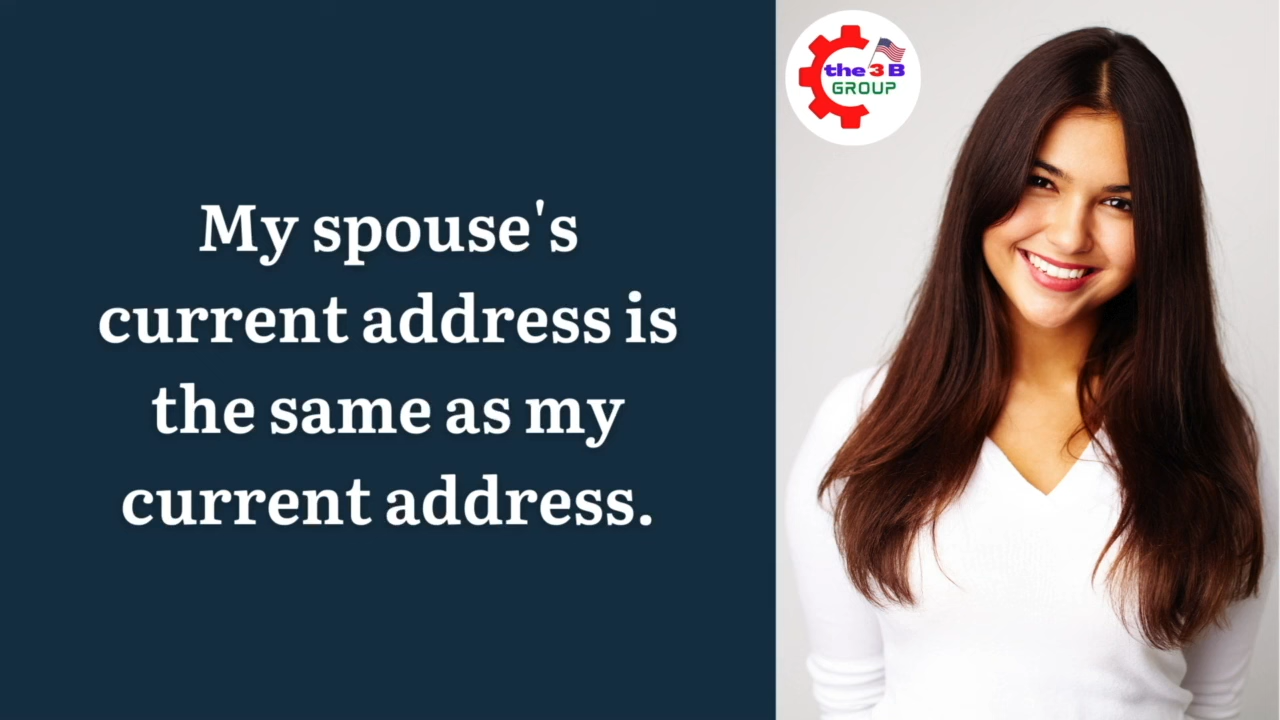 My spouse's
current address is
the same as my
current address.
the 3 B
GROUP